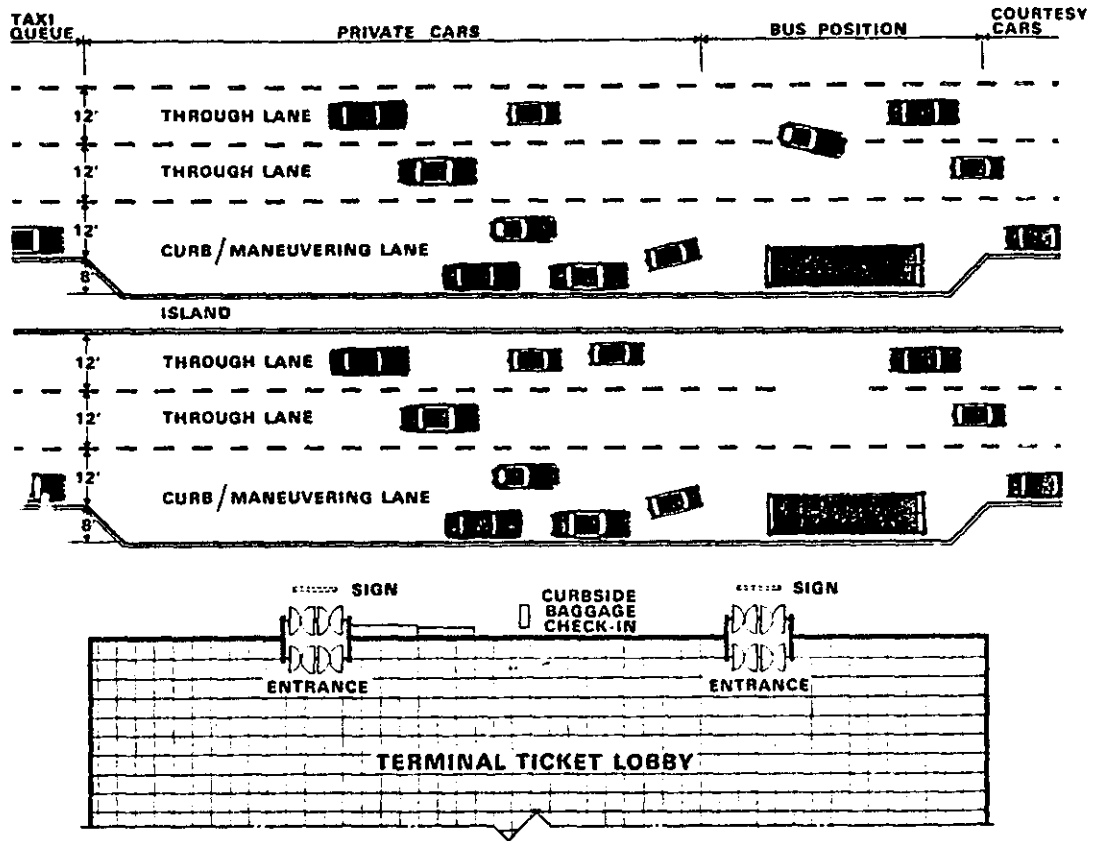 TAXI
QUEUE
PRIVATE CARS
BUS POSITION
COURTESY
CARS
12'
THROUGH LANE
12'
THROUGH LANE
12'
CURB/MANEUVERING LANE
8'
ISLAND
12'
THROUGH LANE
12'
THROUGH LANE
12'
CURB/MANEUVERING LANE
8'
SIGN
CURBSIDE
BAGGAGE
CHECK-IN
SIGN
ENTRANCE
ENTRANCE
TERMINAL TICKET LOBBY